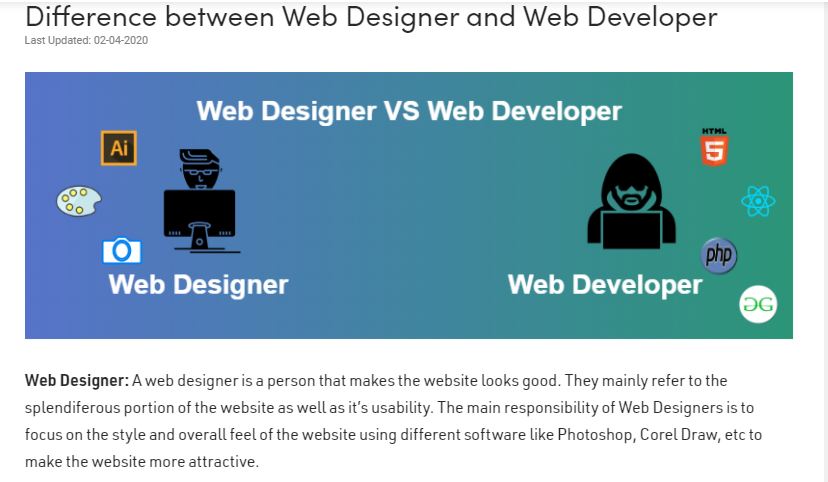 Difference between Web Designer and Web Developer
Last Updated: 02-04-2020
Web Designer VS Web Developer
Ai
HTML
5
php
GG
Web Designer
Web Developer
Web Designer: A web designer is a person that makes the website looks good. They mainly refer to the
splendiferous portion of the website as well as it's usability. The main responsibility of Web Designers is to
focus on the style and overall feel of the website using different software like Photoshop, Corel Draw, etc to
make the website more attractive.